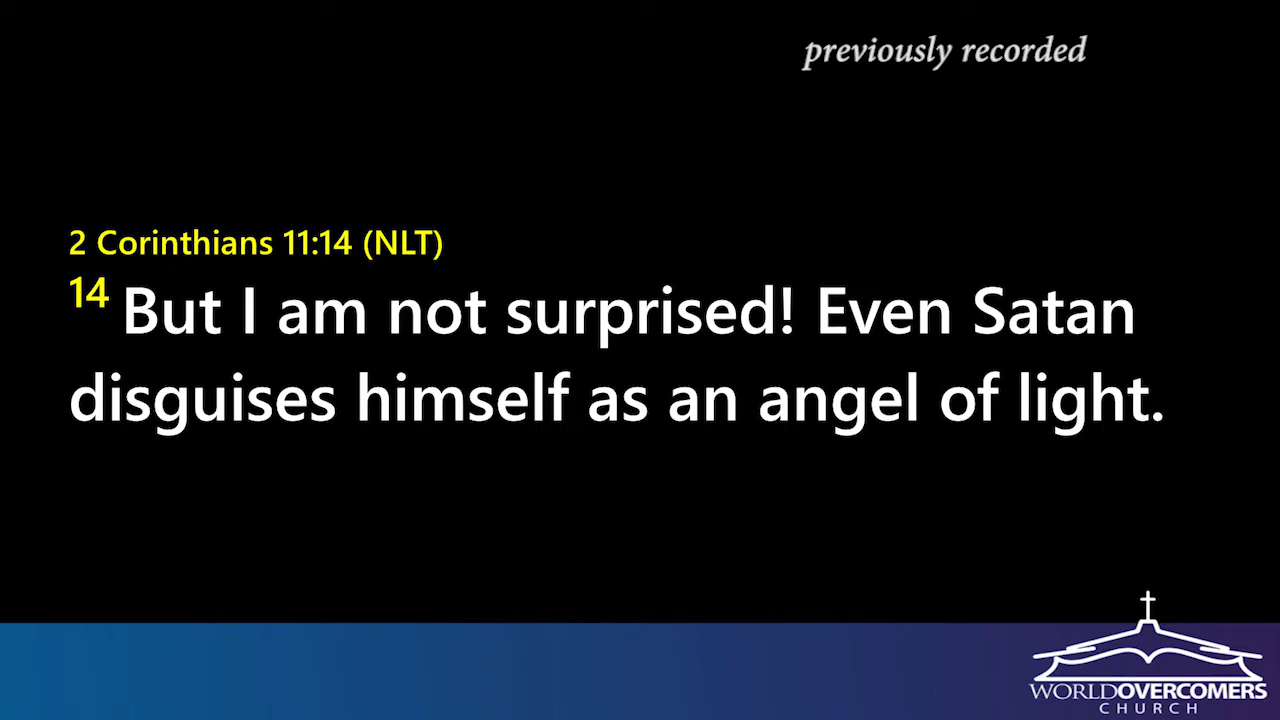 previously recorded
2 Corinthians 11:14 (NLT)
14 But I am not surprised! Even Satan
disguises himself as an angel of light.
WORLDOVERCOMERS
CHURCH